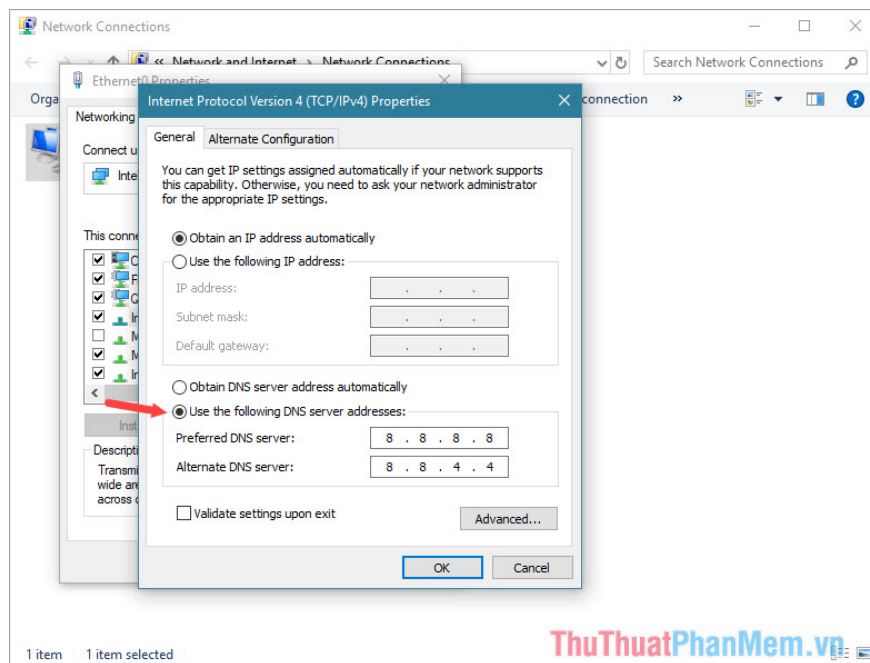 Network Connections
« Network and Internet › Network Connections
Search Network Connections
Orga
connection »
Ethernet0 Properties
Networking
Connect u
Inte
This conne
Inst
Descripti
Transmi
wide are
across
Internet Protocol Version 4 (TCP/IPv4) Properties
General Alternate Configuration
You can get IP settings assigned automatically if your network supports
this capability. Otherwise, you need to ask your network administrator
for the appropriate IP settings.
Obtain an IP address automatically
Use the following IP address:
IP address: . . .
Subnet mask: . . .
Default gateway: . . .
Obtain DNS server address automatically
Use the following DNS server addresses:
Preferred DNS server: 8 . 8 . 8 . 8
Alternate DNS server: 8 . 8 . 4 . 4
Validate settings upon exit
Advanced...
OK Cancel
1 item 1 item selected
ThuThuatPhanMem.vn